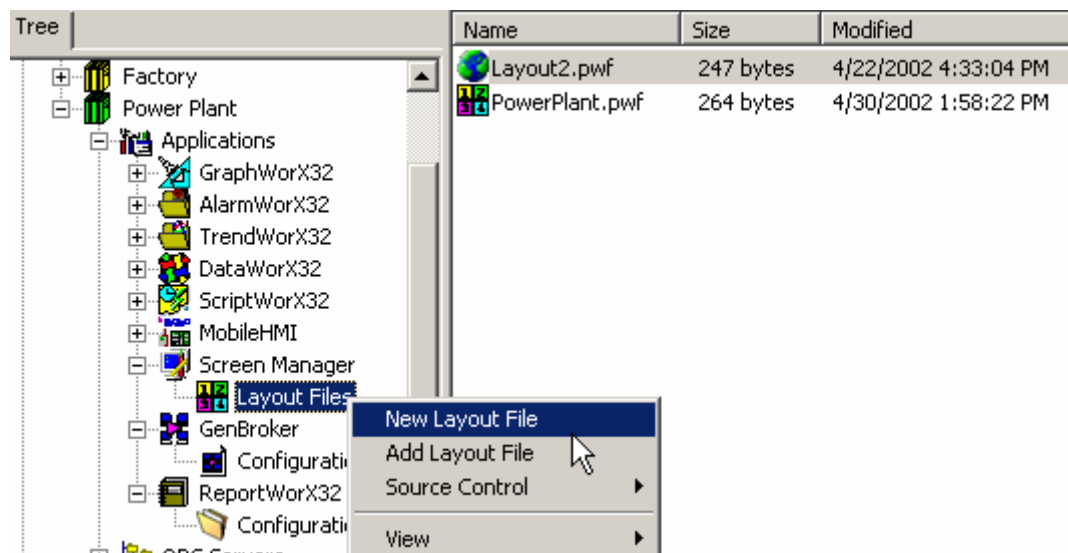 Tree
Name Size Modified
Factory
Power Plant
Applications
GraphWorX32
AlarmWorX32
TrendWorX32
DataWorX32
ScriptWorX32
MobileHMI
Screen Manager
Layout Files
GenBroker
Configurati
ReportWorX32
Configurati
Layout2.pwf 247 bytes 4/22/2002 4:33:04 PM
PowerPlant.pwf 264 bytes 4/30/2002 1:58:22 PM
New Layout File
Add Layout File
Source Control
View